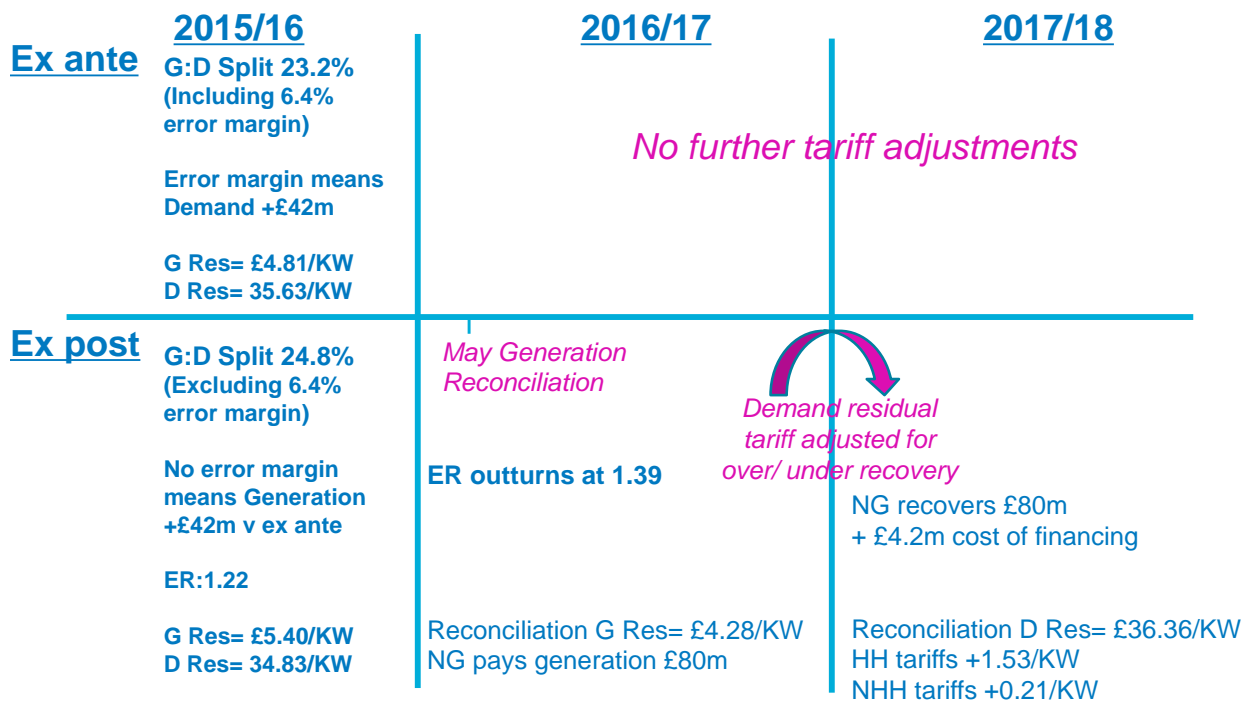 2015/16
2016/17
2017/18
Ex ante
G:D Split 23.2%
(Including 6.4%
error margin)
Error margin means
Demand +£42m
G Res= £4.81/KW
D Res= 35.63/KW
No further tariff adjustments
Ex post
G:D Split 24.8%
(Excluding 6.4%
error margin)
No error margin
means Generation
+£42m v ex ante
ER:1.22
G Res= £5.40/KW
D Res= 34.83/KW
May Generation
Reconciliation
ER outturns at 1.39
Reconciliation G Res= £4.28/KW
NG pays generation £80m
Demand residual
tariff adjusted for
over/ under recovery
NG recovers £80m
+ £4.2m cost of financing
Reconciliation D Res= £36.36/KW
HH tariffs +1.53/KW
NHH tariffs +0.21/KW